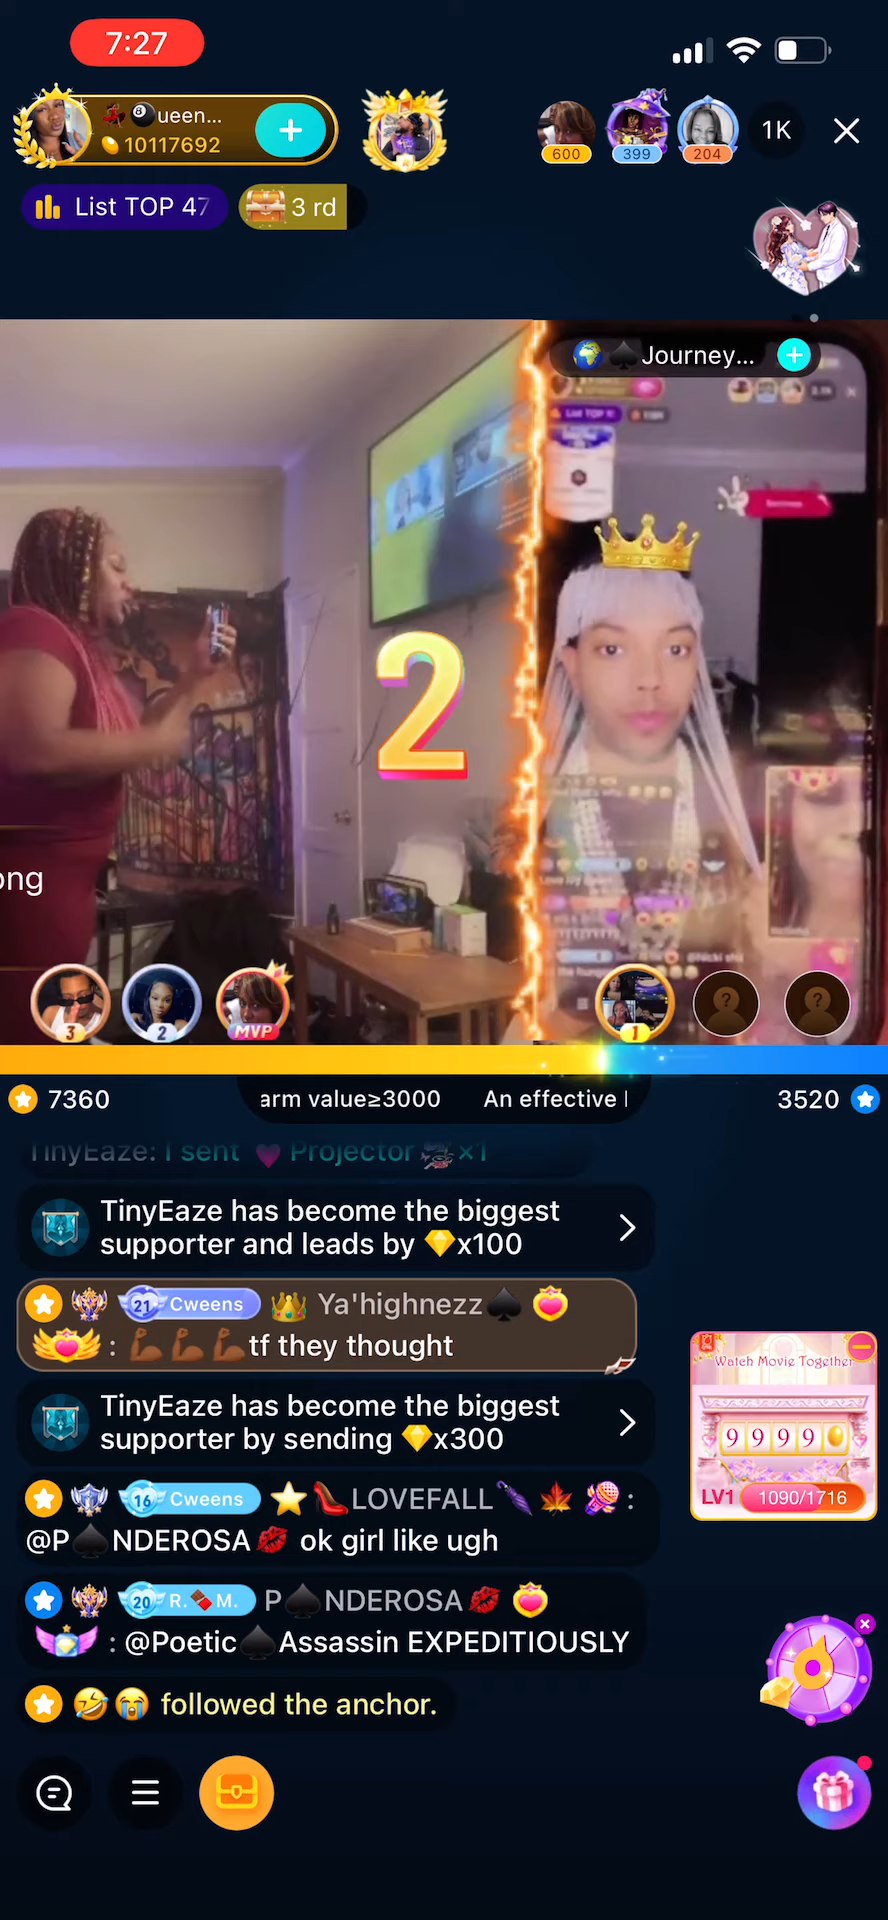 7:27
🎱ueen...
10117692
600
399
204
1K
List TOP 47
3 rd
Journey...
2
ong
3
2
MVP
1
?
?
7360
arm value≥3000 An effective
3520
TinyEaze: I sent 💗 Projector x1
TinyEaze has become the biggest
supporter and leads by 💎x100
21 Cweens 👑 Ya'highnezz♠️
: 💪🏾💪🏾💪🏾tf they thought
TinyEaze has become the biggest
supporter by sending 💎x300
16 Cweens ⭐👠LOVEFALL🌂🍁🎤 :
@P♠️NDEROSA💋 ok girl like ugh
20 R.🍫M. P♠️NDEROSA💋
: @Poetic♠️Assassin EXPEDITIOUSLY
🤣😭 followed the anchor.
Watch Movie Together
9 9 9 9
LV1 1090/1716